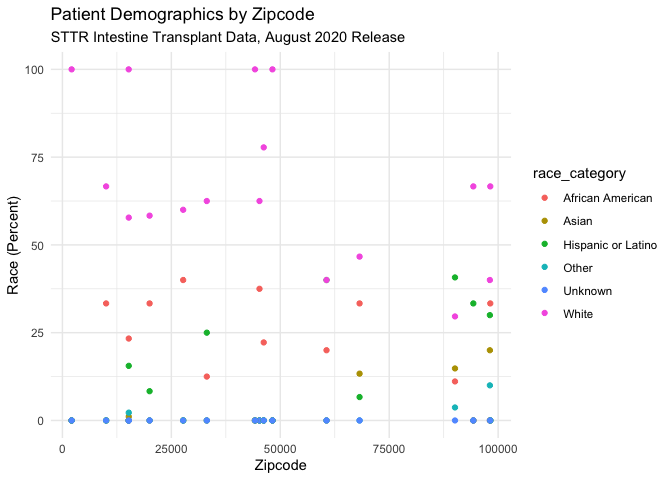 Patient Demographics by Zipcode
STTR Intestine Transplant Data, August 2020 Release
100
75
50
25
0
Race (Percent)
0
25000
50000
75000
100000
Zipcode
race_category
African American
Asian
Hispanic or Latino
Other
Unknown
White